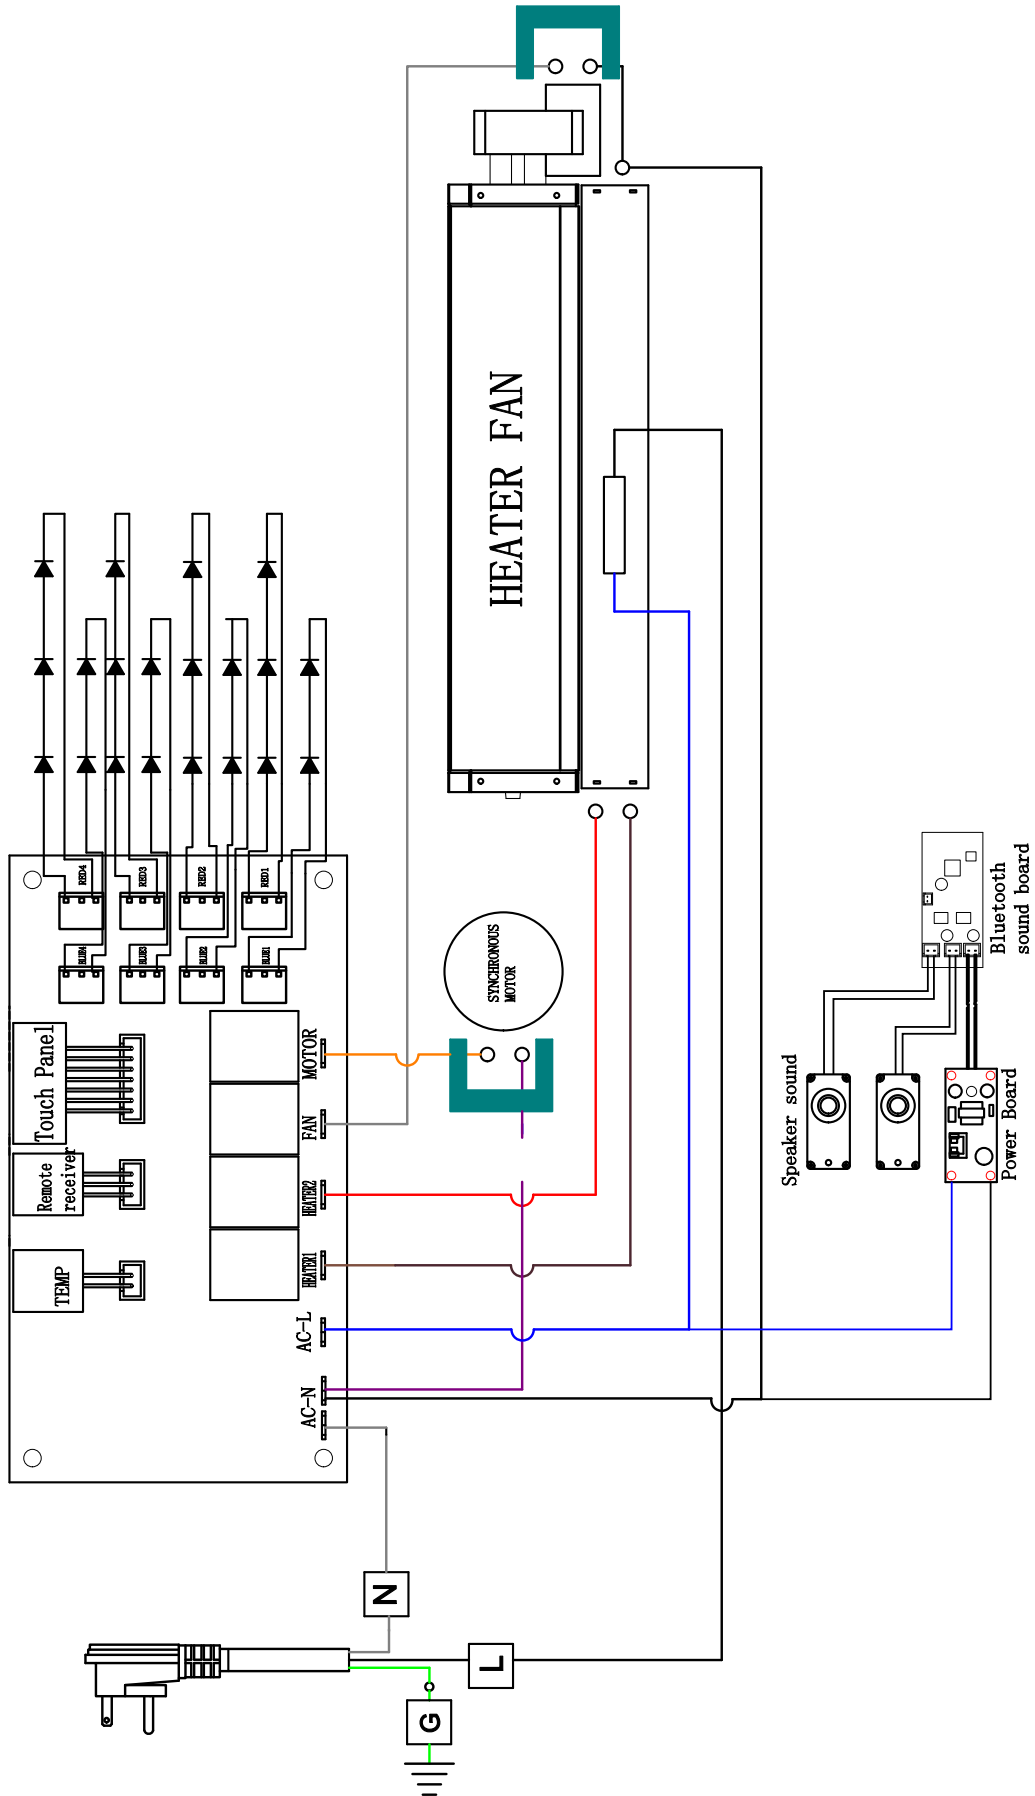 HEATER FAN
RED4
RED3
RED2
RED1
BLUE4
BLUE3
BLUE2
BLUE1
Touch Panel
Remote
receiver
TEMP
MOTOR
FAN
HEATER2
HEATER1
AC-L
AC-N
AC-N
SYNCHRONOUS
MOTOR
Bluetooth
sound board
Speaker sound
Power Board
N
L
G